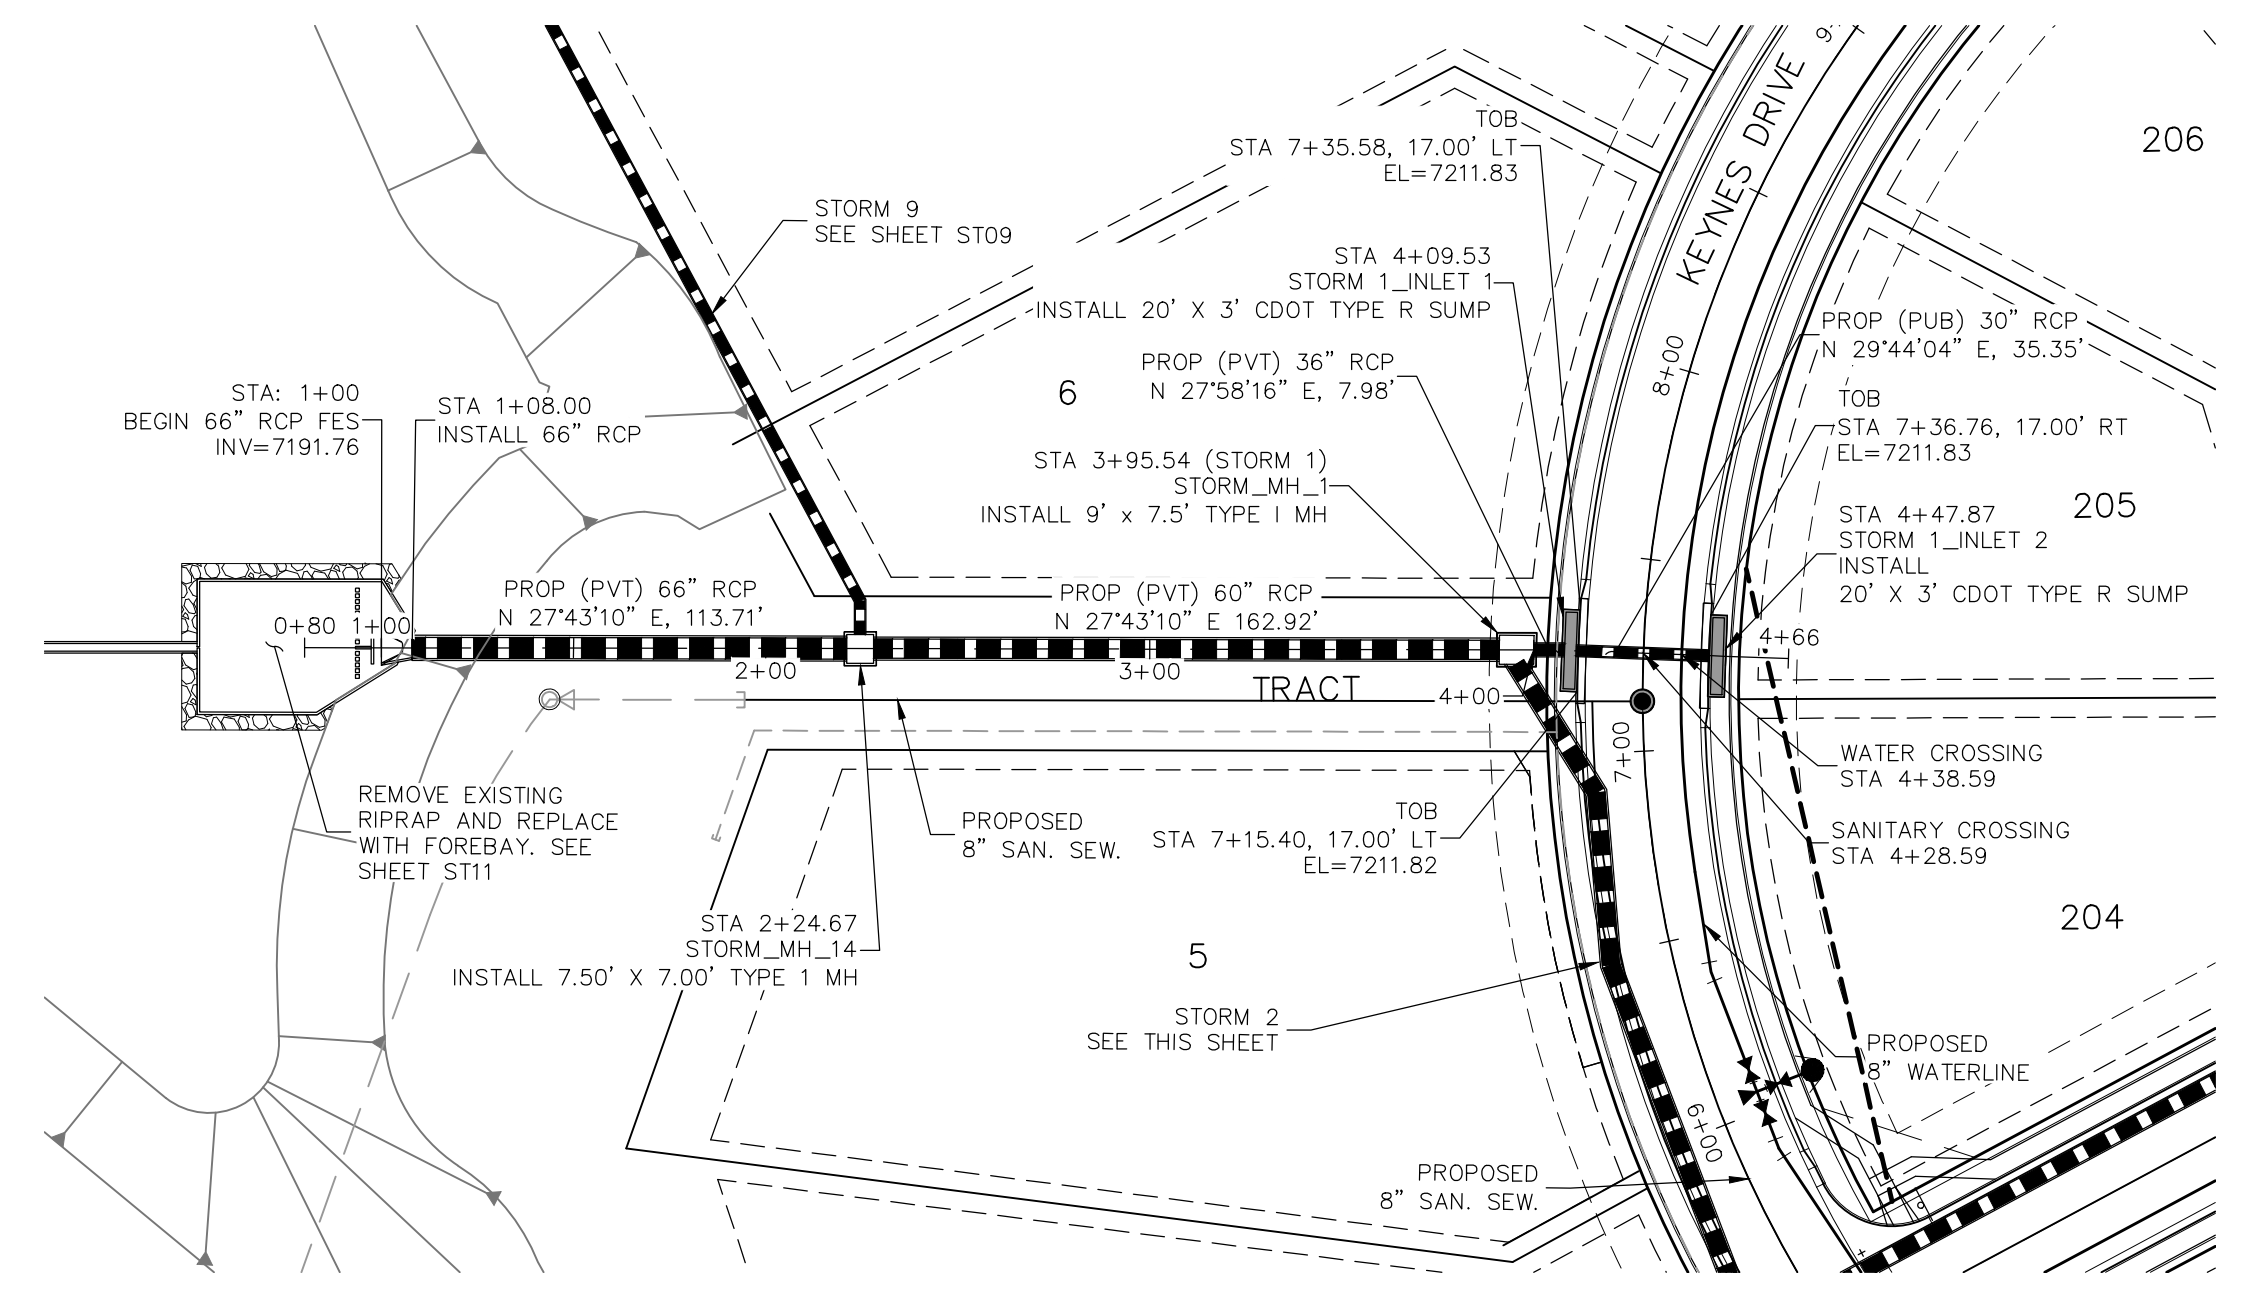 9+
206
TOB
STA 7+35.58, 17.00' LT
EL=7211.83
KEYNES DRIVE
STORM 9
SEE SHEET ST09
STA 4+09.53
STORM 1_INLET 1
INSTALL 20' X 3' CDOT TYPE R SUMP
PROP (PUB) 30" RCP
N 29°44'04" E, 35.35'
PROP (PVT) 36" RCP
N 27°58'16" E, 7.98'
8+00
6
STA: 1+00
BEGIN 66" RCP FES
INV=7191.76
STA 1+08.00
INSTALL 66" RCP
TOB
STA 7+36.76, 17.00' RT
EL=7211.83
STA 3+95.54 (STORM 1)
STORM_MH_1
INSTALL 9' x 7.5' TYPE I MH
205
STA 4+47.87
STORM 1_INLET 2
INSTALL
20' X 3' CDOT TYPE R SUMP
PROP (PVT) 66" RCP
N 27°43'10" E, 113.71'
PROP (PVT) 60" RCP
N 27°43'10" E 162.92'
0+80
1+00
2+00
3+00
4+00
4+66
TRACT
7+00
WATER CROSSING
STA 4+38.59
REMOVE EXISTING
RIPRAP AND REPLACE
WITH FOREBAY. SEE
SHEET ST11
PROPOSED
8" SAN. SEW.
TOB
STA 7+15.40, 17.00' LT
EL=7211.82
SANITARY CROSSING
STA 4+28.59
STA 2+24.67
STORM_MH_14
INSTALL 7.50' X 7.00' TYPE 1 MH
5
204
STORM 2
SEE THIS SHEET
PROPOSED
8" WATERLINE
6+00
PROPOSED
8" SAN. SEW.